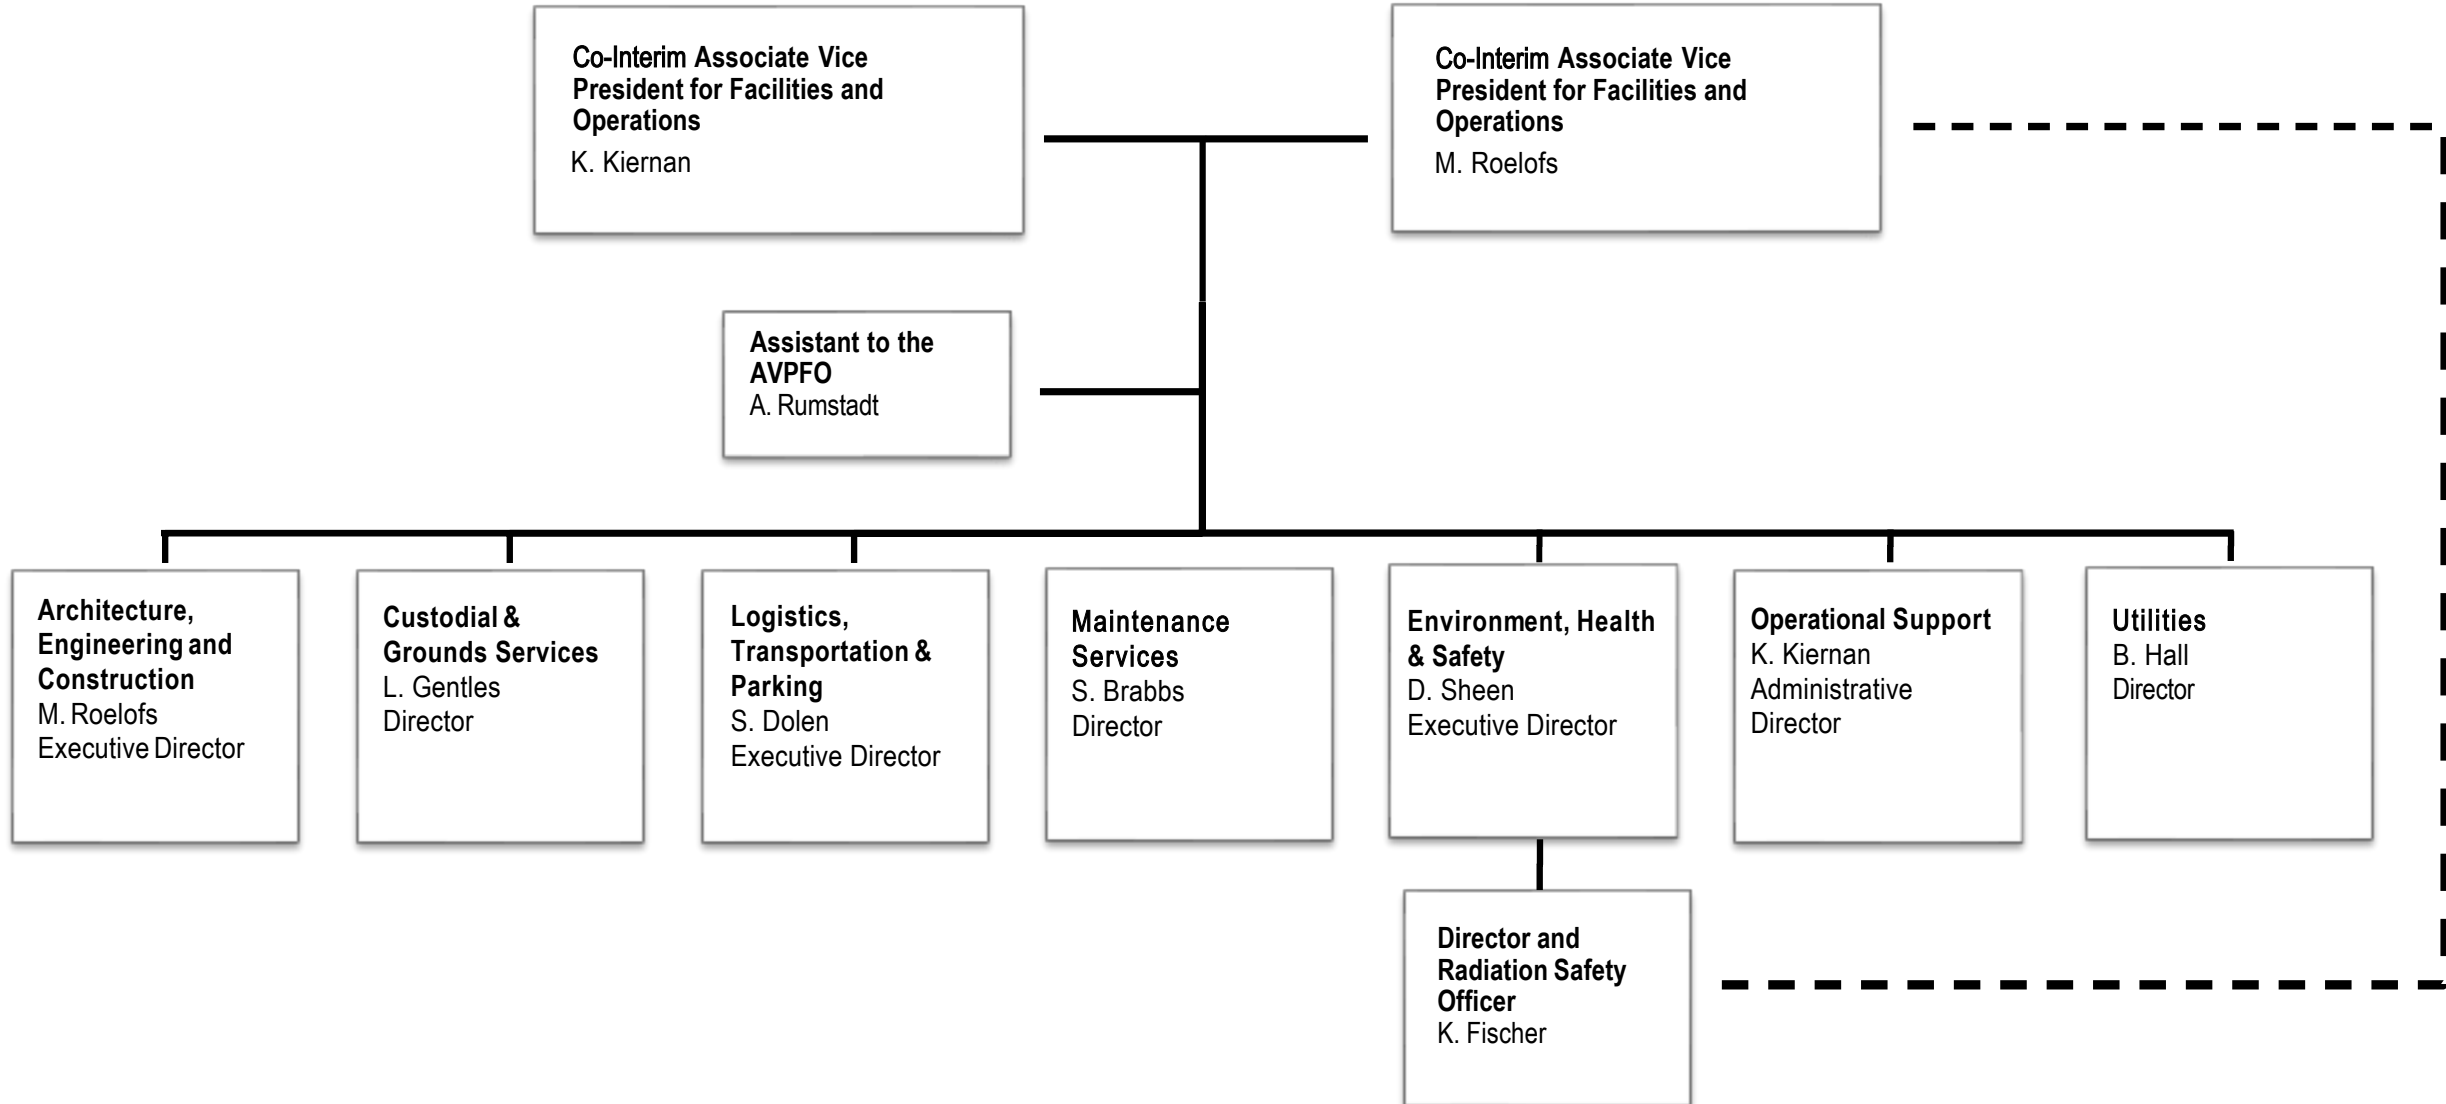 Co-Interim Associate Vice
President for Facilities and
Operations
K. Kiernan
Co-Interim Associate Vice
President for Facilities and
Operations
M. Roelofs
Assistant to the
AVPFO
A. Rumstadt
Architecture,
Engineering and
Construction
M. Roelofs
Executive Director
Custodial &
Grounds Services
L. Gentles
Director
Logistics,
Transportation &
Parking
S. Dolen
Executive Director
Maintenance
Services
S. Brabbs
Director
Environment, Health
& Safety
D. Sheen
Executive Director
Operational Support
K. Kiernan
Administrative
Director
Utilities
B. Hall
Director
Director and
Radiation Safety
Officer
K. Fischer